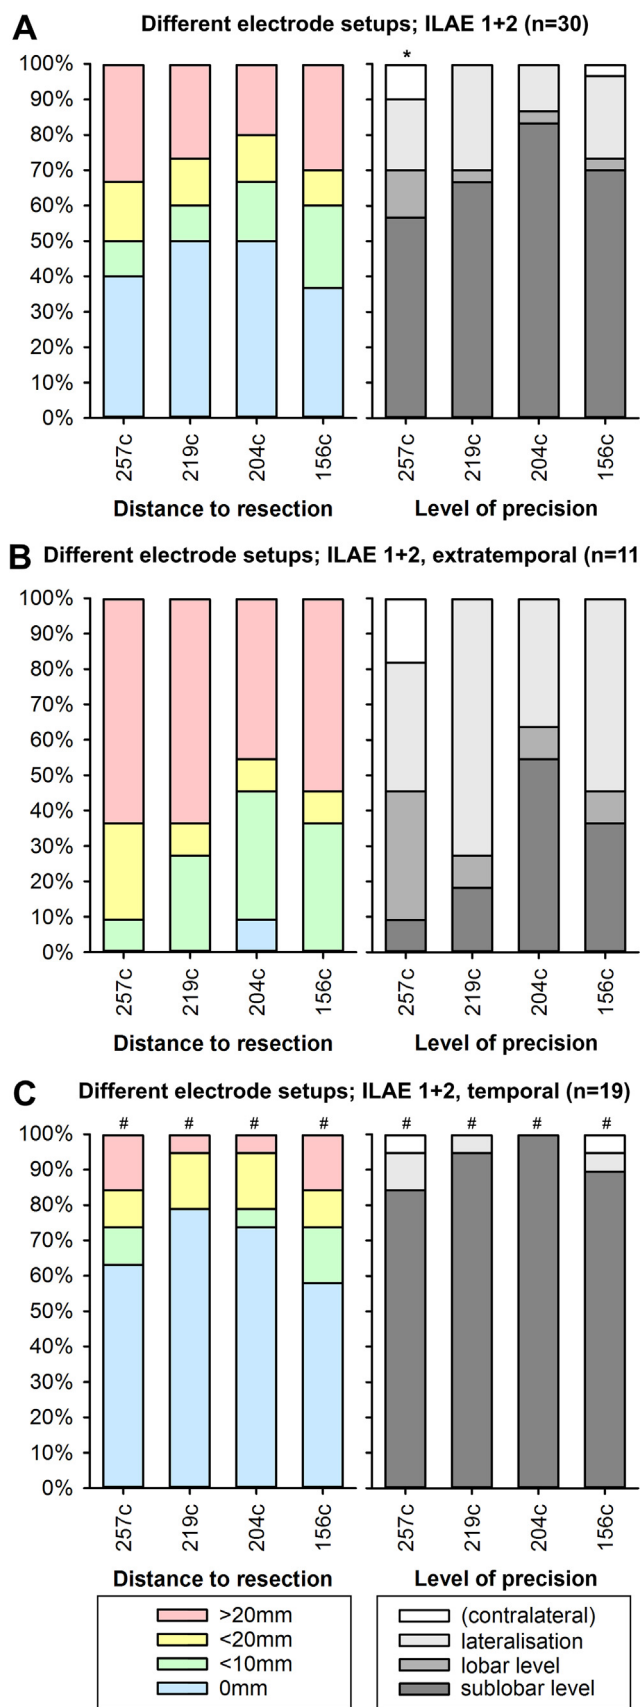 A Different electrode setups; ILAE 1+2 (n=30)
*
100%
90%
80%
70%
60%
50%
40%
30%
20%
10%
0%
257c 219c 204c 156c 257c 219c 204c 156c
Distance to resection Level of precision
B Different electrode setups; ILAE 1+2, extratemporal (n=11
100%
90%
80%
70%
60%
50%
40%
30%
20%
10%
0%
257c 219c 204c 156c 257c 219c 204c 156c
Distance to resection Level of precision
C Different electrode setups; ILAE 1+2, temporal (n=19)
# # # # # # # #
100%
90%
80%
70%
60%
50%
40%
30%
20%
10%
0%
257c 219c 204c 156c 257c 219c 204c 156c
Distance to resection Level of precision
>20mm
<20mm
<10mm
0mm
(contralateral)
lateralisation
lobar level
sublobar level